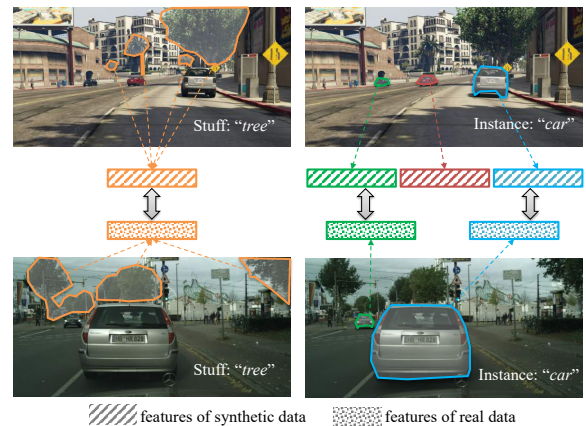 Stuff: “tree”
Instance: “car”
Stuff: “tree”
Instance: “car”
features of synthetic data
features of real data